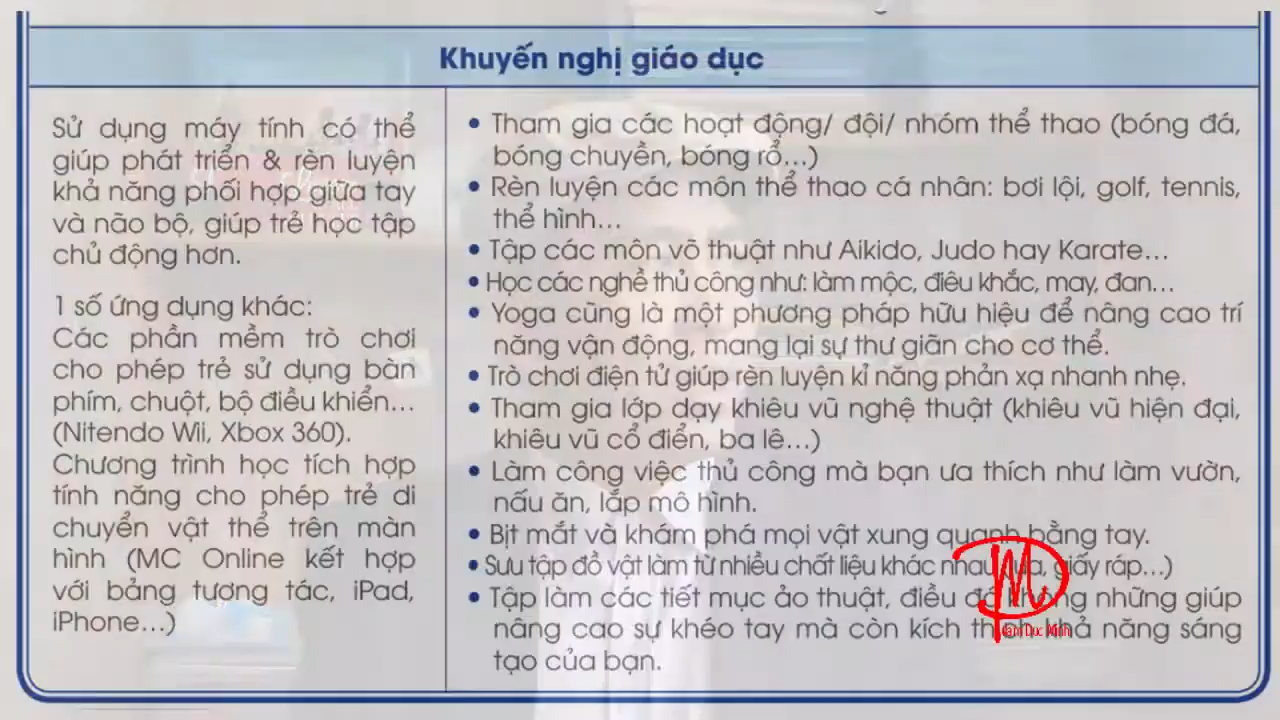 Khuyến nghị giáo dục
Sử dụng máy tính có thể
giúp phát triển & rèn luyện
khả năng phối hợp giữa tay
và não bộ, giúp trẻ học tập
chủ động hơn.
1 số ứng dụng khác:
Các phần mềm trò chơi
cho phép trẻ sử dụng bàn
phím, chuột, bộ điều khiển...
(Nitendo Wii, Xbox 360).
Chương trình học tích hợp
tính năng cho phép trẻ di
chuyển vật thể trên màn
hình (MC Online kết hợp
với bảng tương tác, iPad,
iPhone...)
• Tham gia các hoạt động/ đội/ nhóm thể thao (bóng đá,
bóng chuyền, bóng rổ...)
• Rèn luyện các môn thể thao cá nhân: bơi lội, golf, tennis,
thể hình...
• Tập các môn võ thuật như Aikido, Judo hay Karate...
• Học các nghề thủ công như: làm mộc, điêu khắc, may, đan...
• Yoga cũng là một phương pháp hữu hiệu để nâng cao trí
năng vận động, mang lại sự thư giãn cho cơ thể.
• Trò chơi điện tử giúp rèn luyện kỉ năng phản xạ nhanh nhẹ.
• Tham gia lớp dạy khiêu vũ nghệ thuật (khiêu vũ hiện đại,
khiêu vũ cổ điển, ba lê...)
• Làm công việc thủ công mà bạn ưa thích như làm vườn,
nấu ăn, lắp mô hình.
• Bịt mắt và khám phá mọi vật xung quanh bằng tay.
• Sưu tập đồ vật làm từ nhiều chất liệu khác giấy ráp...)
• Tập làm các tiết mục ảo thuật, điều đó không những giúp
nâng cao sự khéo tay mà còn kích thích khả năng sáng
tạo của bạn.